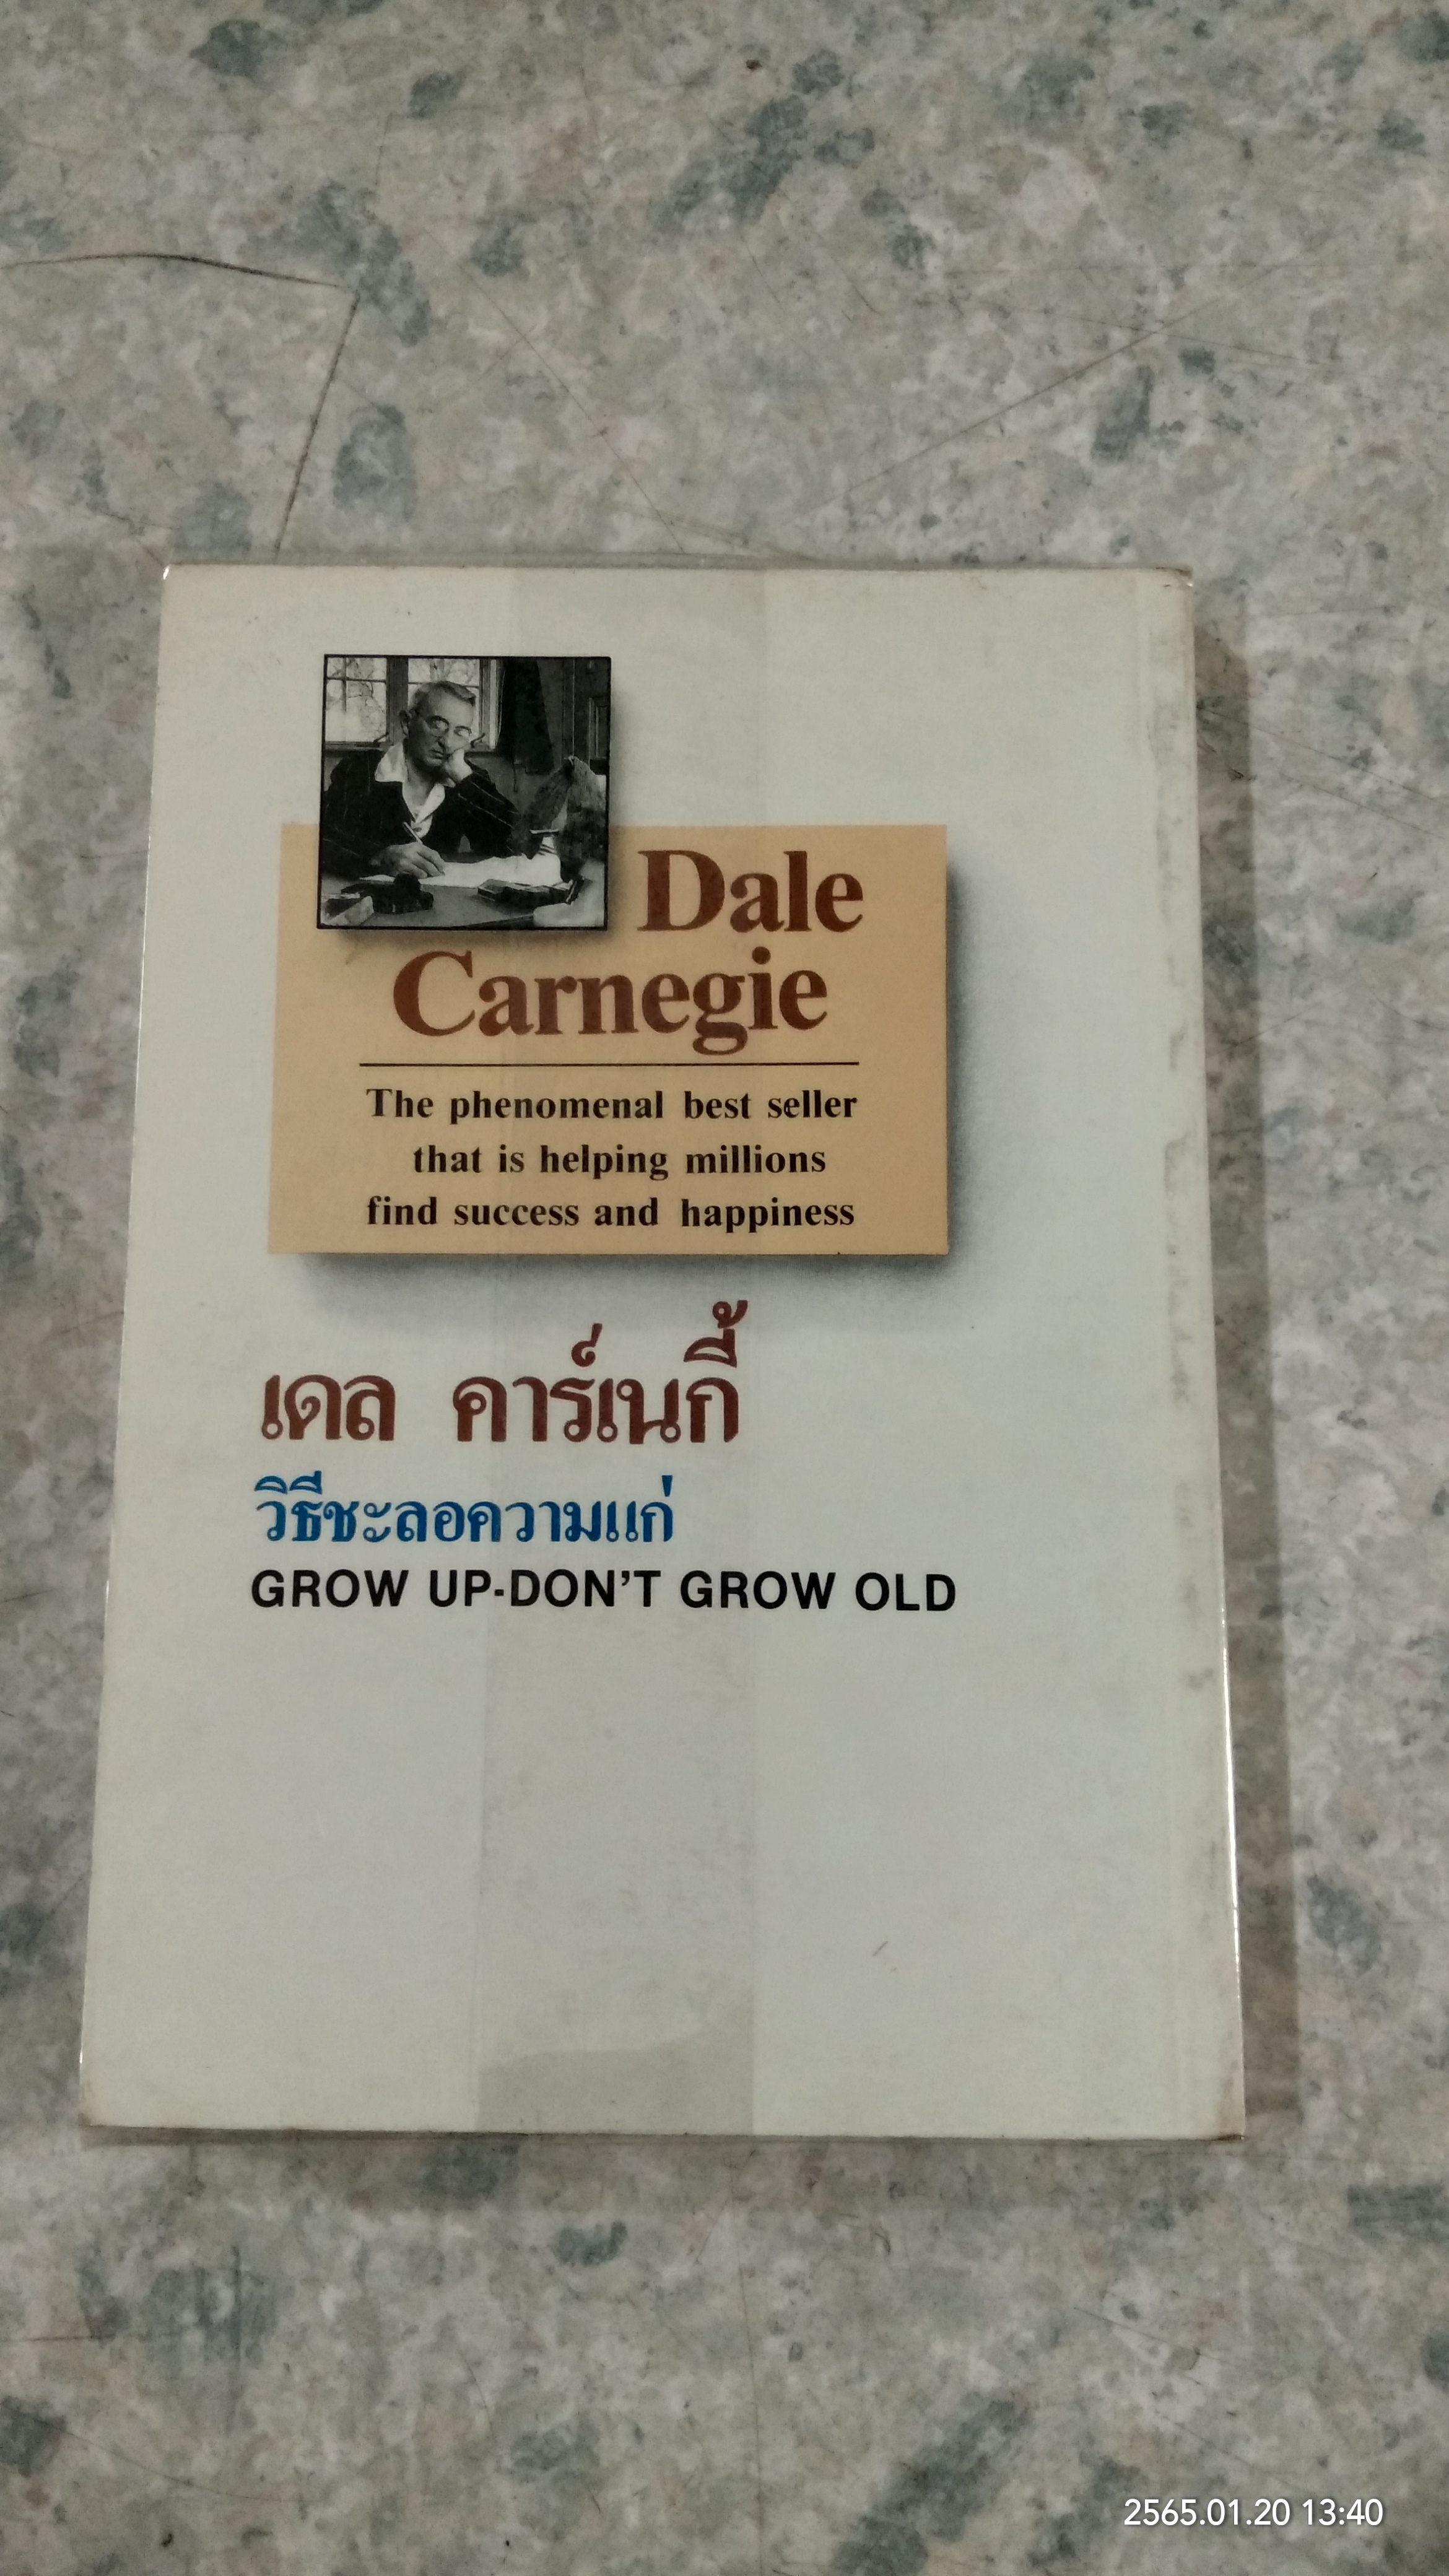 Dale
Carnegie
The phenomenal best seller
that is helping millions
find success and happiness
เดล คาร์เนกี้
วิธีชะลอความแก่
GROW UP-DON'T GROW OLD
2565.01.20 13:40